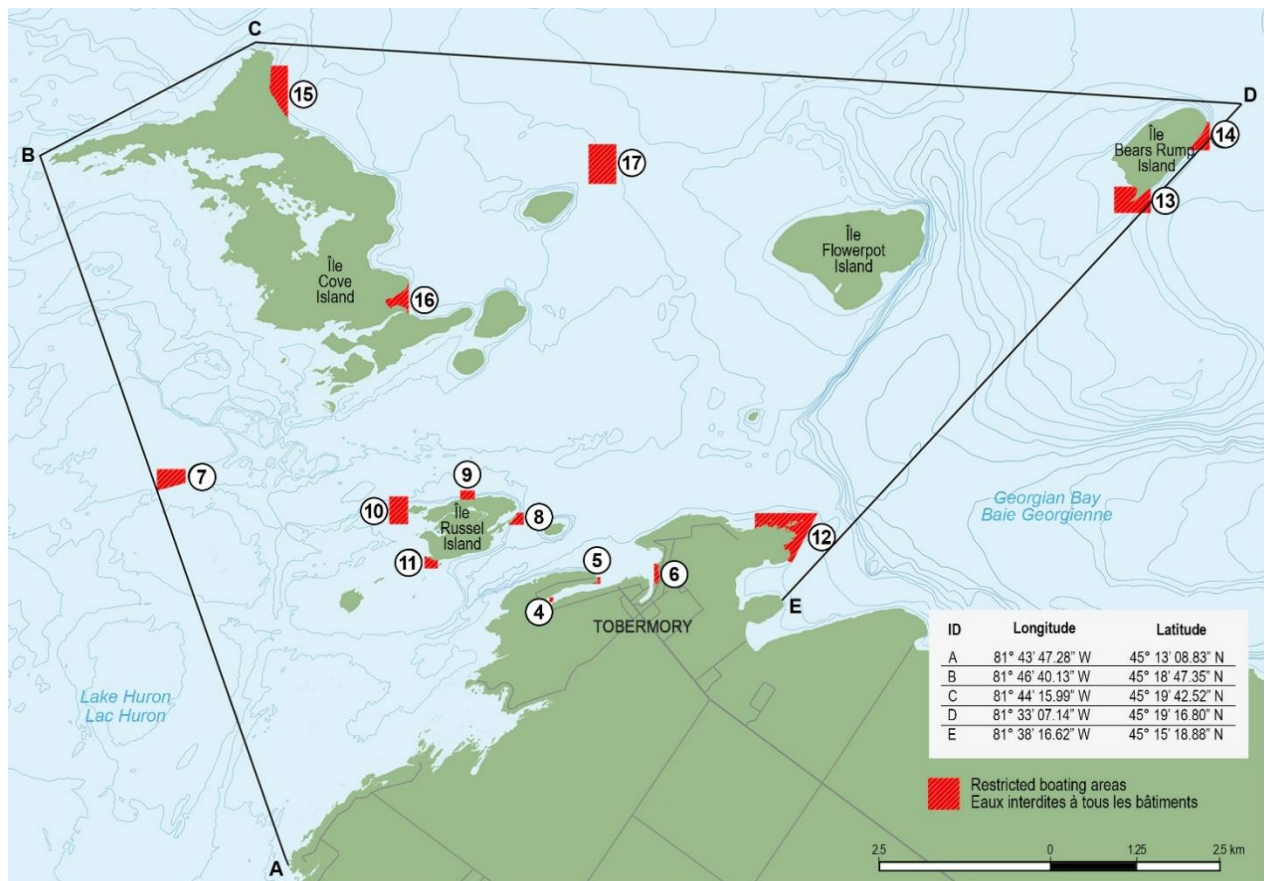 C
D
B
15
14
Île
Bears Rump
Island
17
13
Île
Flowerpot
Island
Île
Cove
Island
16
7
9
10
Île
Russel
Island
8
11
12
5
6
4
TOBERMORY
E
A
Georgian Bay
Baie Georgienne
Lake Huron
Lac Huron
ID Longitude Latitude
A 81° 43' 47.28" W 45° 13' 08.83" N
B 81° 46' 40.13" W 45° 18' 47.35" N
C 81° 44' 15.99" W 45° 19' 42.52" N
D 81° 33' 07.14" W 45° 19' 16.80" N
E 81° 38' 16.62" W 45° 15' 18.88" N
Restricted boating areas
Eaux interdites à tous les bâtiments
2.5 0 1.25 2.5 km